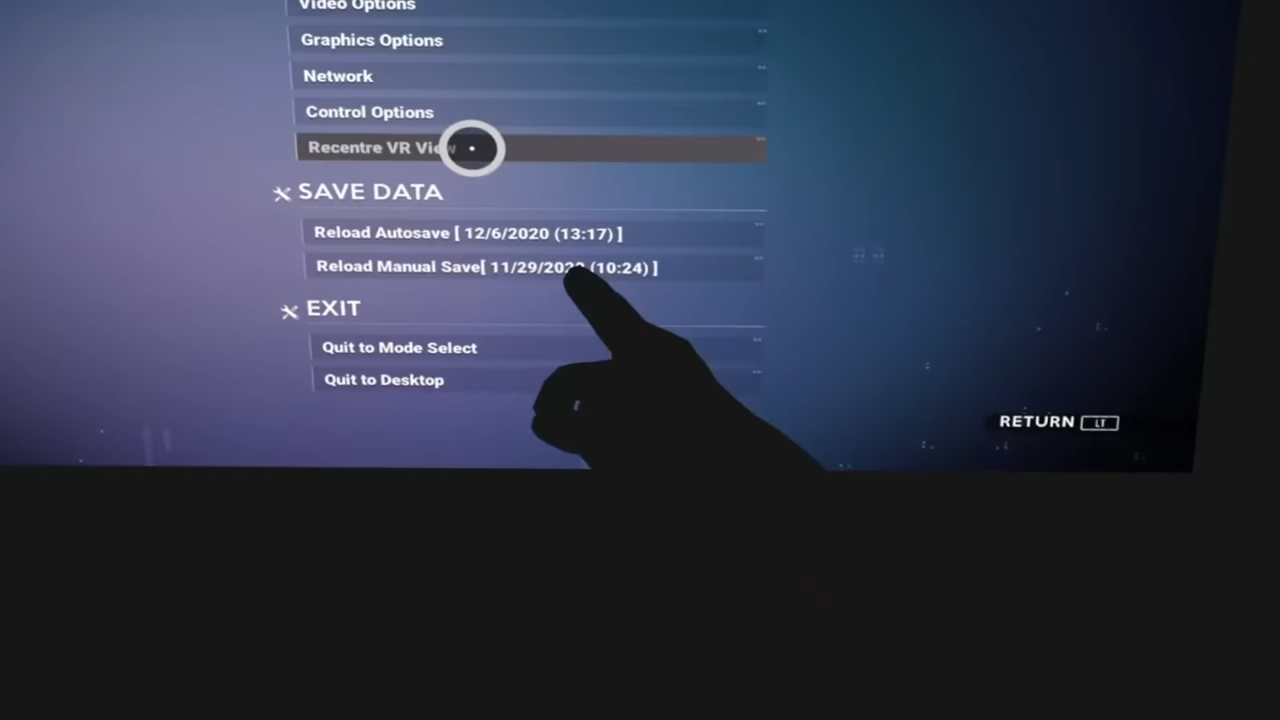 Video Options
Graphics Options
Network
Control Options
Recentre VR View
SAVE DATA
Reload Autosave [ 12/6/2020 (13:17) ]
Reload Manual Save[ 11/29/2020 (10:24) ]
EXIT
Quit to Mode Select
Quit to Desktop
RETURN LT